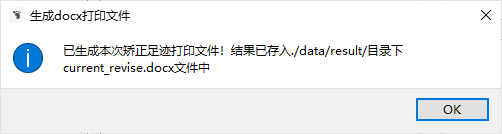 生成docx打印文件
已生成本次矫正足迹打印文件！结果已存入./data/result/目录下
current_revise.docx文件中
OK